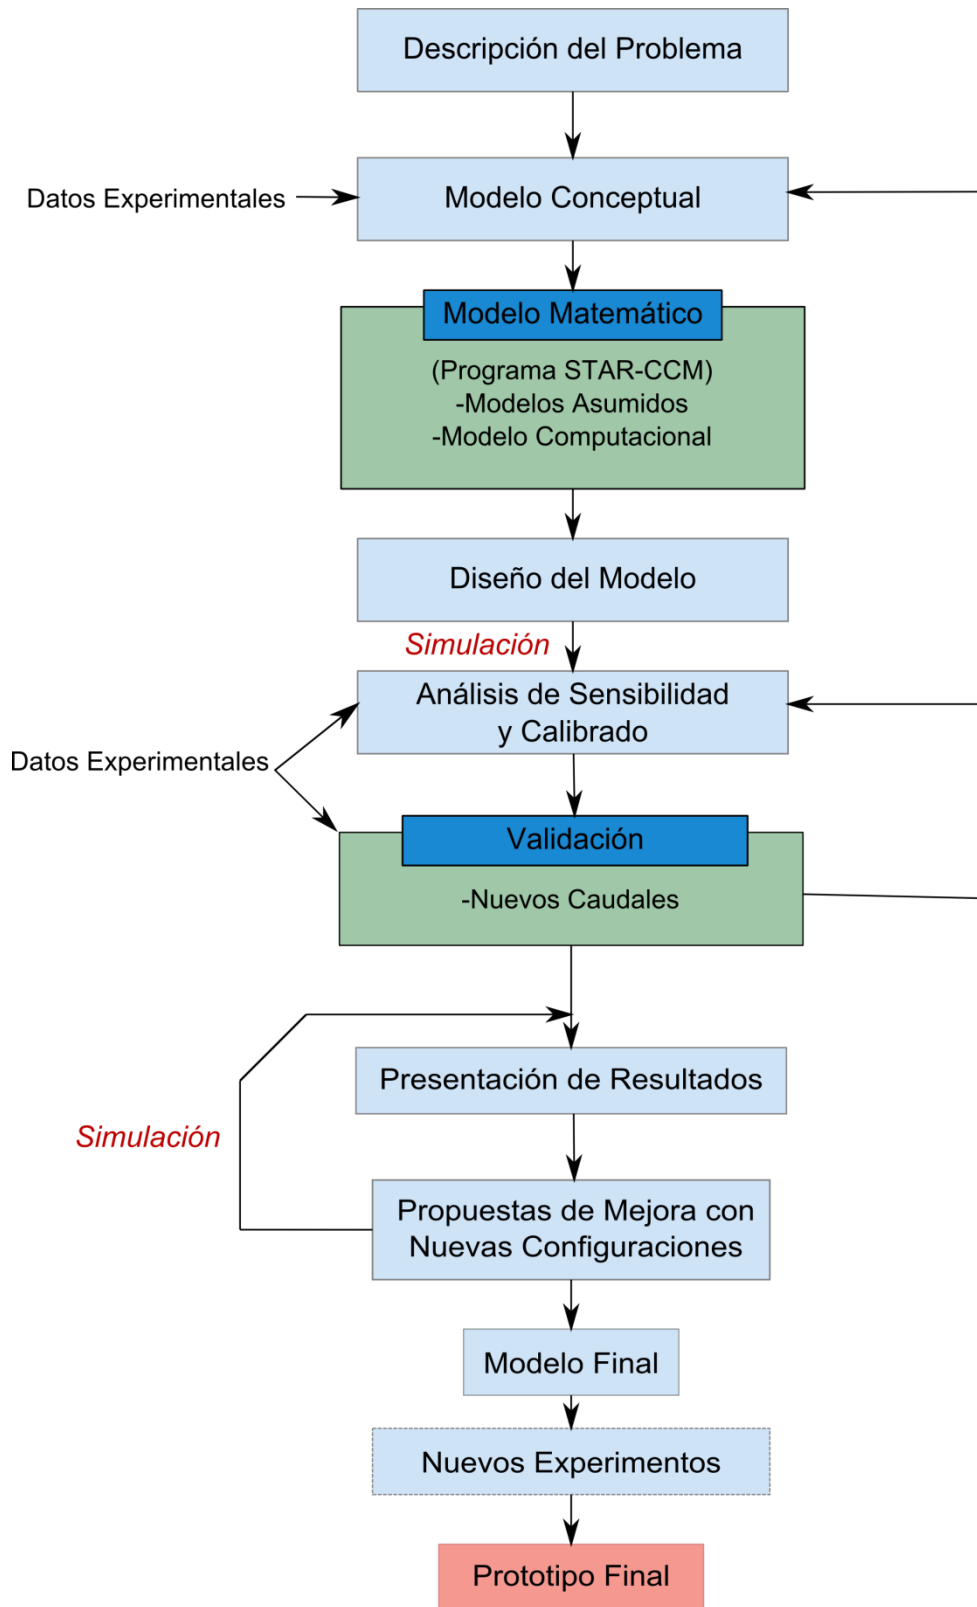 Descripción del Problema
Datos Experimentales
Modelo Conceptual
Modelo Matemático
(Programa STAR-CCM)
-Modelos Asumidos
-Modelo Computacional
Diseño del Modelo
Simulación
Análisis de Sensibilidad
y Calibrado
Datos Experimentales
Validación
-Nuevos Caudales
Presentación de Resultados
Simulación
Propuestas de Mejora con
Nuevas Configuraciones
Modelo Final
Nuevos Experimentos
Prototipo Final